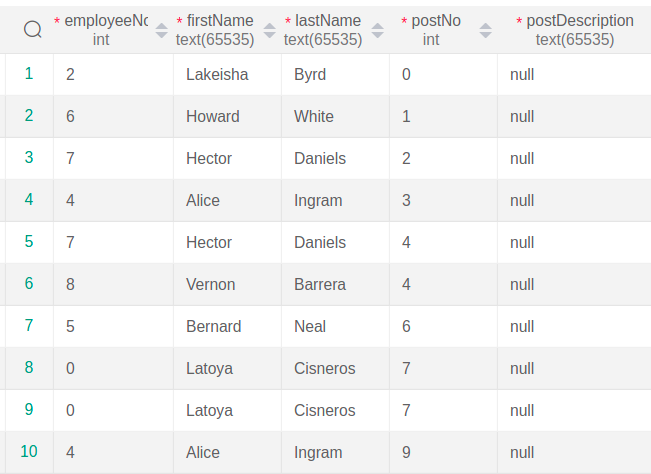 * employeeNo * firstName * lastName * postNo * postDescription
int text(65535) text(65535) int text(65535)
1 2 Lakeisha Byrd 0 null
2 6 Howard White 1 null
3 7 Hector Daniels 2 null
4 4 Alice Ingram 3 null
5 7 Hector Daniels 4 null
6 8 Vernon Barrera 4 null
7 5 Bernard Neal 6 null
8 0 Latoya Cisneros 7 null
9 0 Latoya Cisneros 7 null
10 4 Alice Ingram 9 null